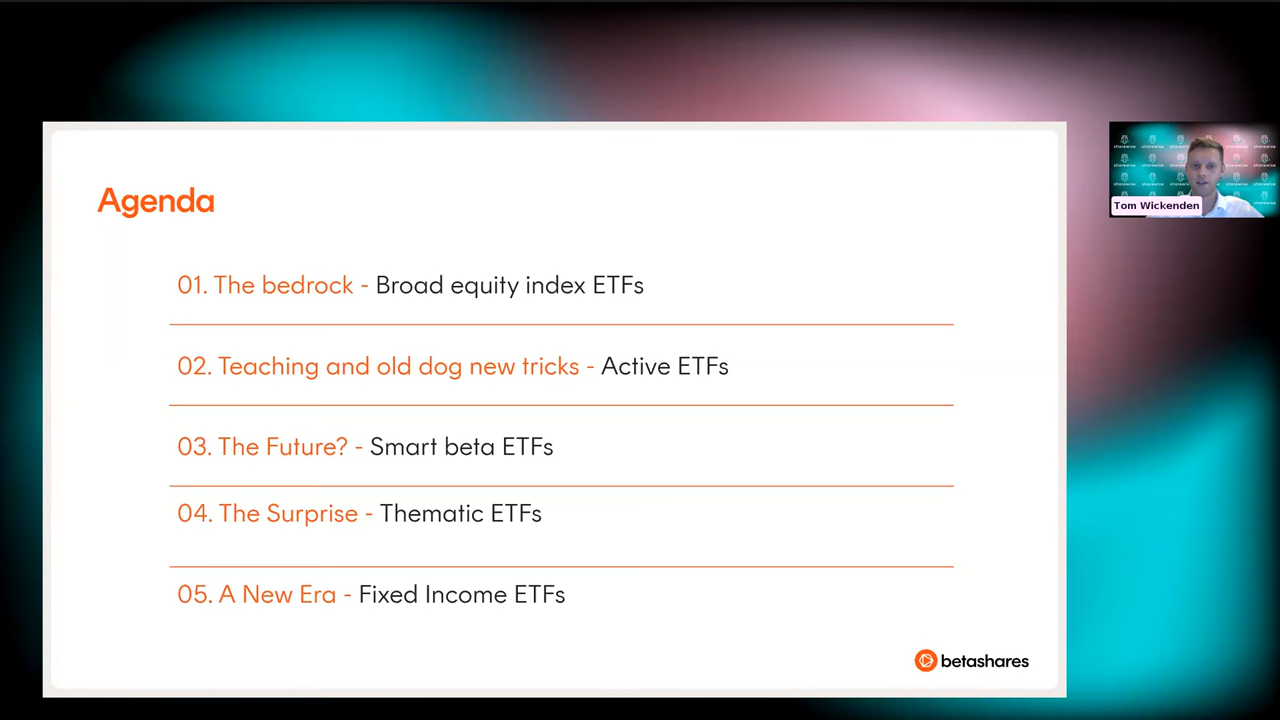 Agenda
01. The bedrock - Broad equity index ETFs
02. Teaching and old dog new tricks - Active ETFs
03. The Future? - Smart beta ETFs
04. The Surprise - Thematic ETFs
05. A New Era - Fixed Income ETFs
betashares
Tom Wickenden